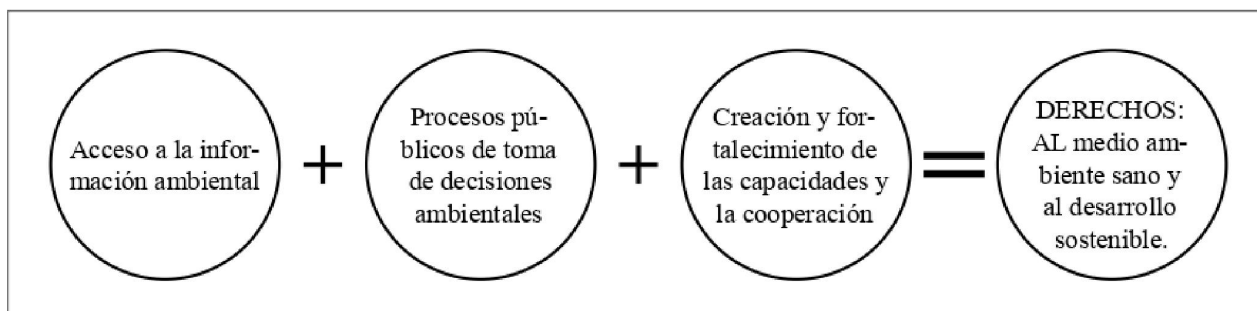 Acceso a la infor-
mación ambiental
+
Procesos pú-
blicos de toma
de decisiones
ambientales
+
Creación y for-
talecimiento de
las capacidades y
la cooperación
=
DERECHOS:
AL medio am-
biente sano y
al desarrollo
sostenible.